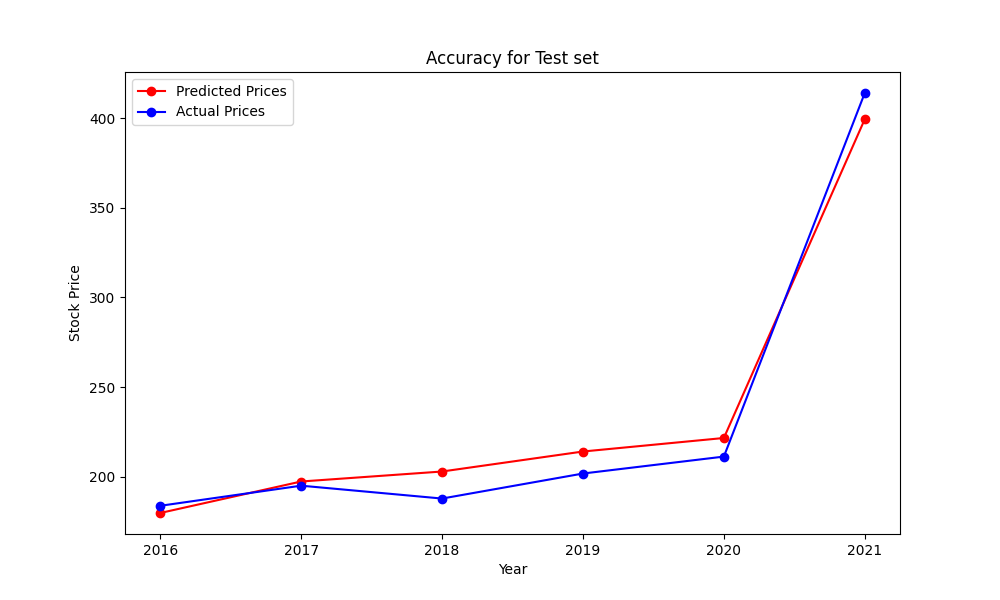 Accuracy for Test set
Predicted Prices
Actual Prices
400
350
300
250
200
Stock Price
2016 2017 2018 2019 2020 2021
Year